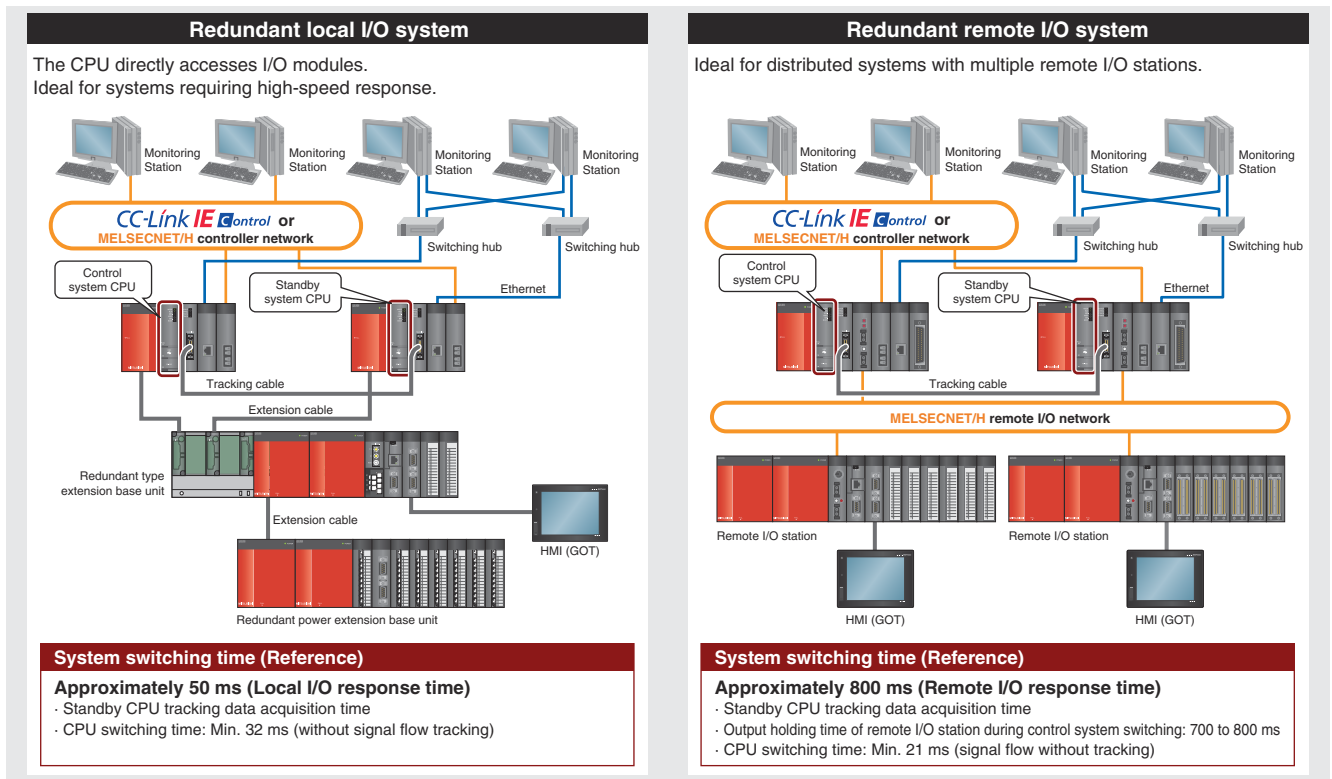 Redundant local I/O system
The CPU directly accesses I/O modules.
Ideal for systems requiring high-speed response.
Monitoring
Station
Monitoring
Station
Monitoring
Station
Monitoring
Station
CC-Link IE Control or
MELSECNET/H controller network
Switching hub
Switching hub
Control
system CPU
Standby
system CPU
Ethernet
Tracking cable
Extension cable
Redundant type
extension base unit
Extension cable
HMI (GOT)
Redundant power extension base unit
System switching time (Reference)
Approximately 50 ms (Local I/O response time)
· Standby CPU tracking data acquisition time
· CPU switching time: Min. 32 ms (without signal flow tracking)
Redundant remote I/O system
Ideal for distributed systems with multiple remote I/O stations.
Monitoring
Station
Monitoring
Station
Monitoring
Station
Monitoring
Station
CC-Link IE Control or
MELSECNET/H controller network
Switching hub
Switching hub
Control
system CPU
Standby
system CPU
Ethernet
Tracking cable
MELSECNET/H remote I/O network
Remote I/O station
Remote I/O station
HMI (GOT)
HMI (GOT)
System switching time (Reference)
Approximately 800 ms (Remote I/O response time)
· Standby CPU tracking data acquisition time
· Output holding time of remote I/O station during control system switching: 700 to 800 ms
· CPU switching time: Min. 21 ms (signal flow without tracking)